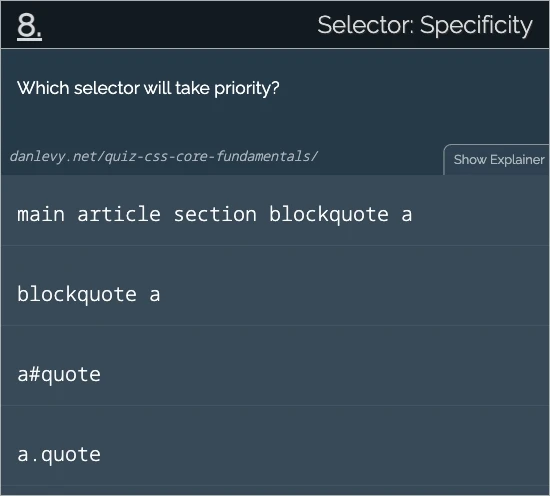 8.
Selector: Specificity
Which selector will take priority?
danlevy.net/quiz-css-core-fundamentals/
Show Explainer
main article section blockquote a
blockquote a
a#quote
a.quote